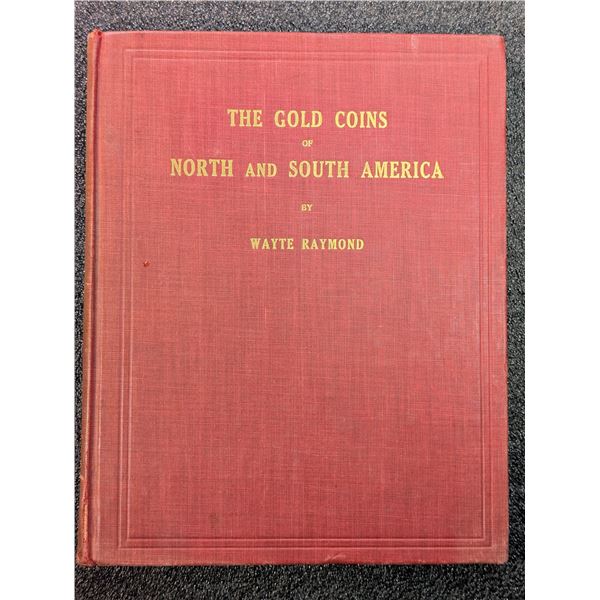 THE GOLD COINS
OF
NORTH AND SOUTH AMERICA
BY
WAYTE RAYMOND